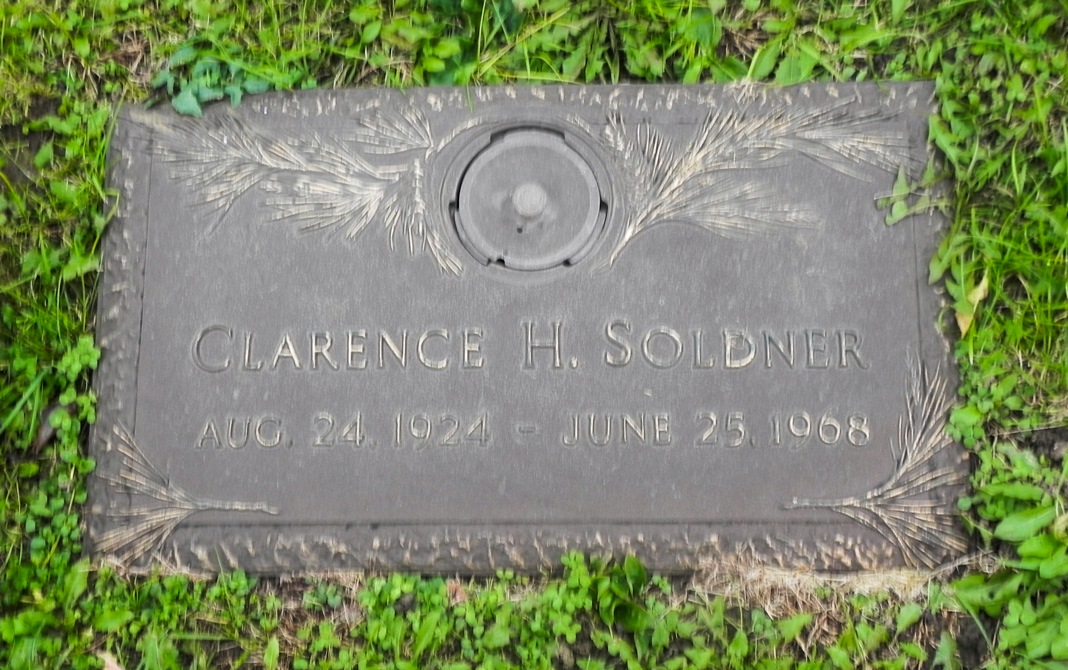 CLARENCE H. SOLDNER
AUG. 24. 1924 - JUNE 25. 1968